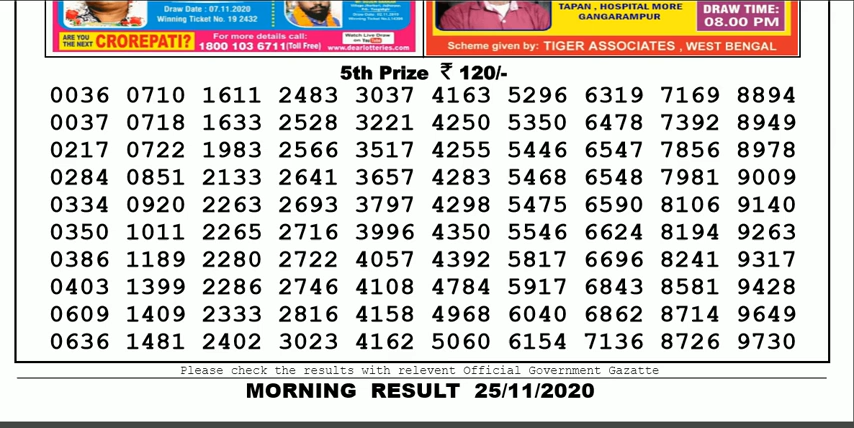 Draw Date : 07.11.2020
Winning Ticket No. 19 2432
ARE YOU THE NEXT CROREPATI?
For more details call:
1800 103 6711(Toll Free)
Watch Live Draw
on YouTube
www.dearlotteries.com
TAPAN , HOSPITAL MORE
GANGARAMPUR
DRAW TIME:
08.00 PM
Scheme given by: TIGER ASSOCIATES , WEST BENGAL
5th Prize ₹ 120/-
0036 0710 1611 2483 3037 4163 5296 6319 7169 8894
0037 0718 1633 2528 3221 4250 5350 6478 7392 8949
0217 0722 1983 2566 3517 4255 5446 6547 7856 8978
0284 0851 2133 2641 3657 4283 5468 6548 7981 9009
0334 0920 2263 2693 3797 4298 5475 6590 8106 9140
0350 1011 2265 2716 3996 4350 5546 6624 8194 9263
0386 1189 2280 2722 4057 4392 5817 6696 8241 9317
0403 1399 2286 2746 4108 4784 5917 6843 8581 9428
0609 1409 2333 2816 4158 4968 6040 6862 8714 9649
0636 1481 2402 3023 4162 5060 6154 7136 8726 9730
Please check the results with relevent Official Government Gazatte
MORNING RESULT 25/11/2020